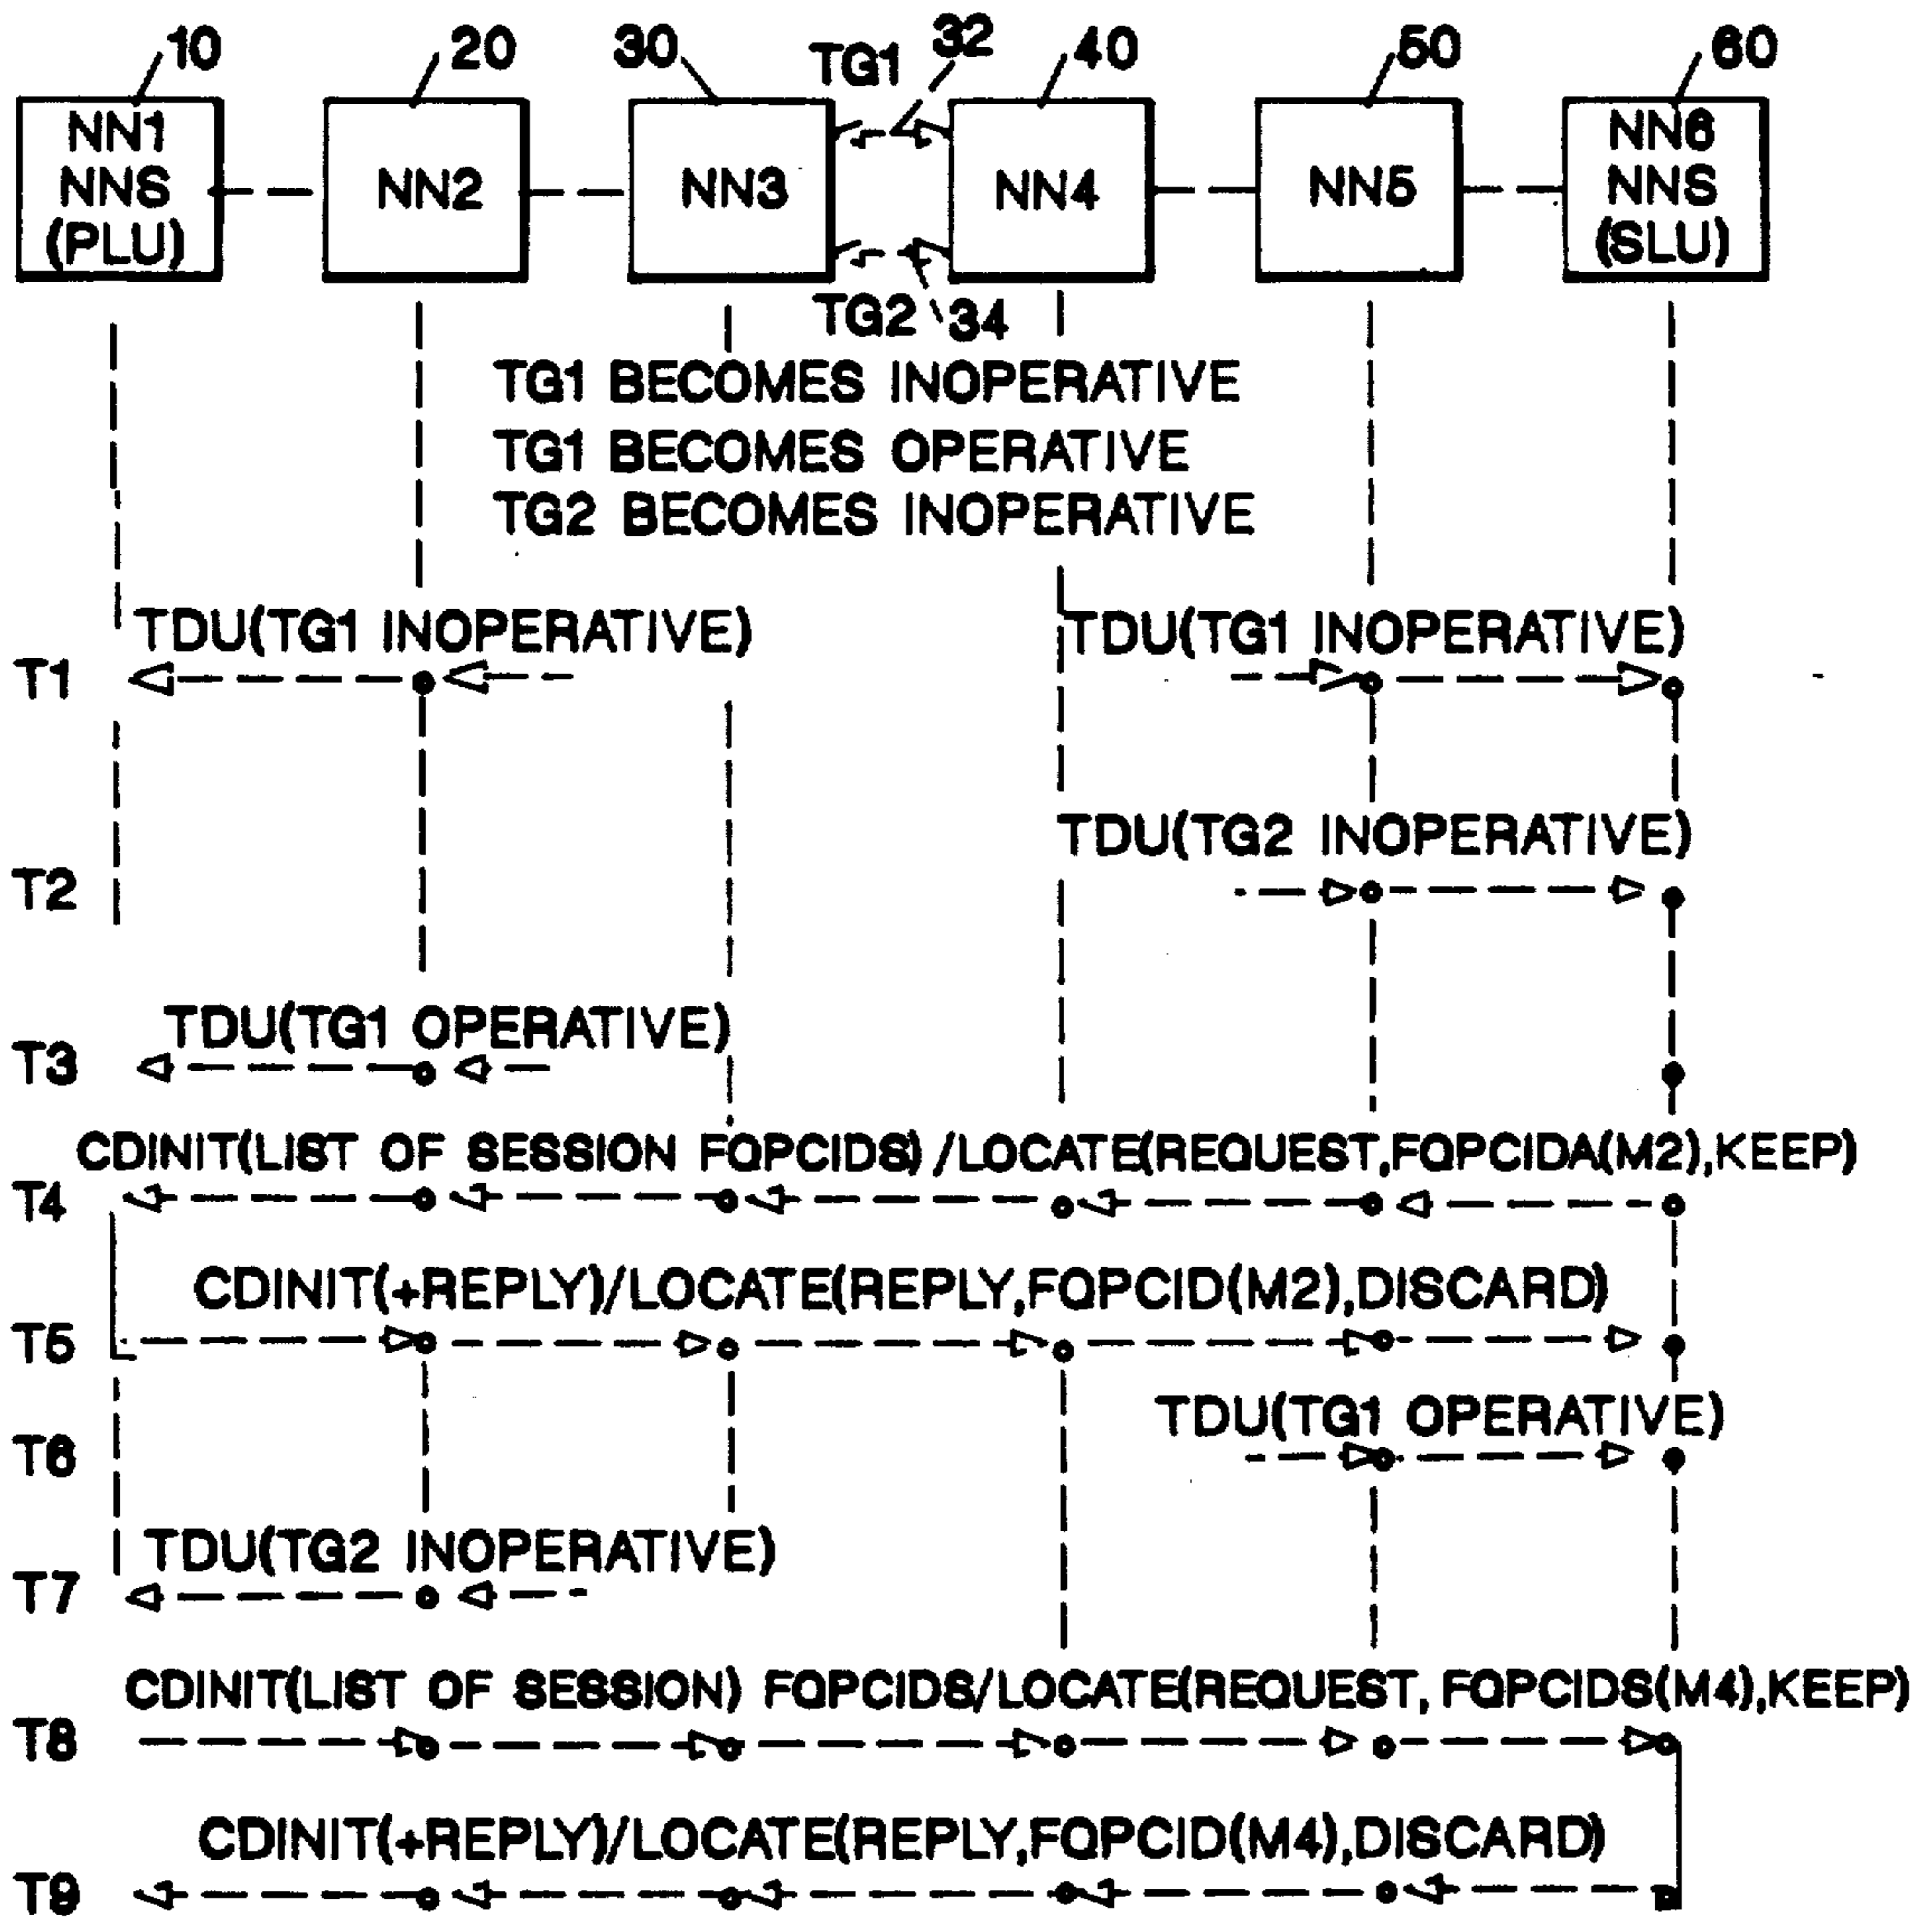 10 20 30 TG1 32 40 50 60
NN1 NNS (PLU)
NN2
NN3
NN4
NN5
NN6 NNS (SLU)
TG2 34
TG1 BECOMES INOPERATIVE
TG1 BECOMES OPERATIVE
TG2 BECOMES INOPERATIVE
TDU(TG1 INOPERATIVE) TDU(TG1 INOPERATIVE)
T1
TDU(TG2 INOPERATIVE)
T2
TDU(TG1 OPERATIVE)
T3
CDINIT(LIST OF SESSION FQPCIDS) /LOCATE(REQUEST,FQPCIDA(M2),KEEP)
T4
CDINIT(+REPLY)/LOCATE(REPLY,FQPCID(M2),DISCARD)
T5
TDU(TG1 OPERATIVE)
T6
TDU(TG2 INOPERATIVE)
T7
CDINIT(LIST OF SESSION) FQPCIDS/LOCATE(REQUEST, FQPCIDS(M4),KEEP)
T8
CDINIT(+REPLY)/LOCATE(REPLY,FQPCID(M4),DISCARD)
T9